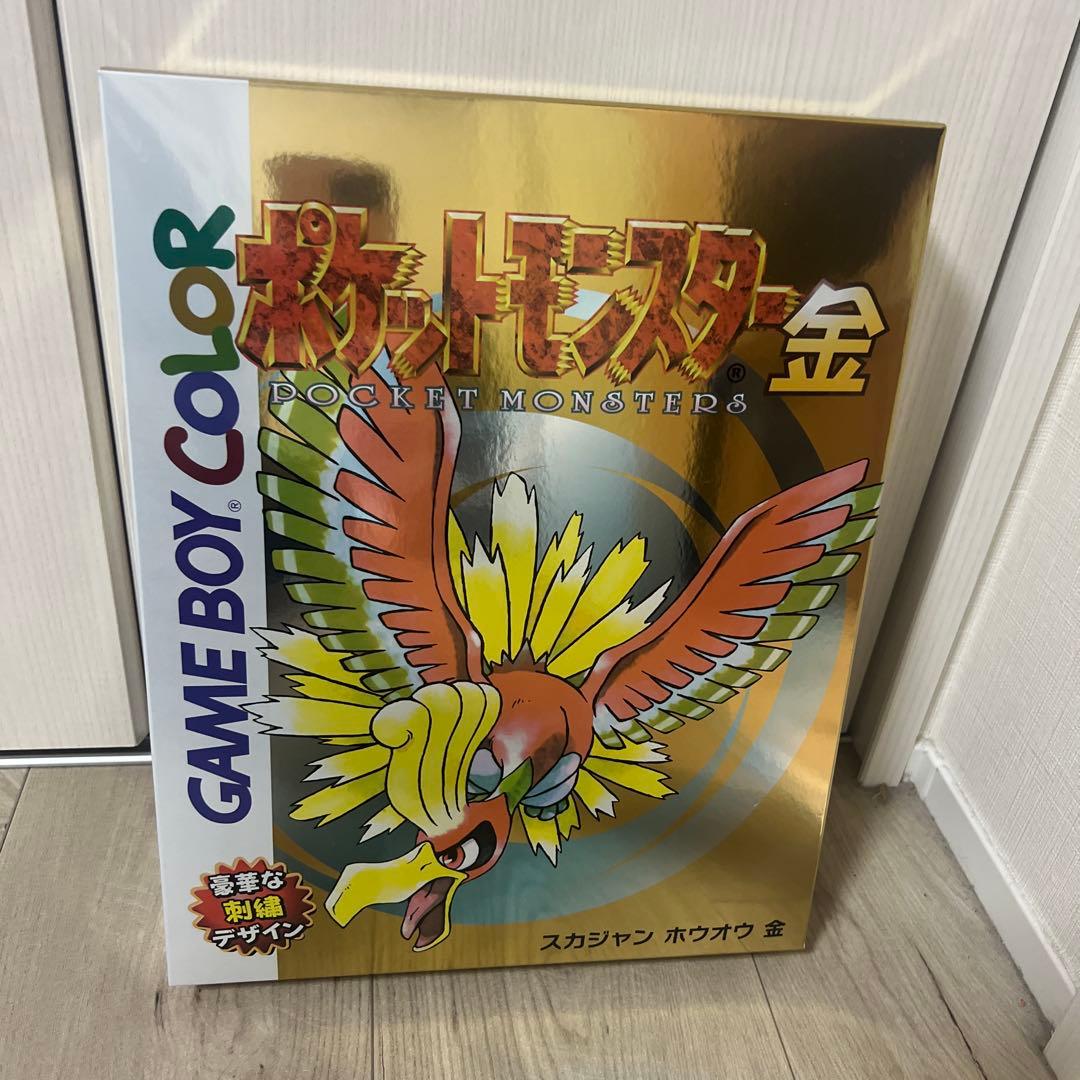 GAME BOY COLOR
®
ポケットモンスター 金
®
POCKET MONSTERS
豪華な
刺繍
デザイン
スカジャン ホウオウ 金